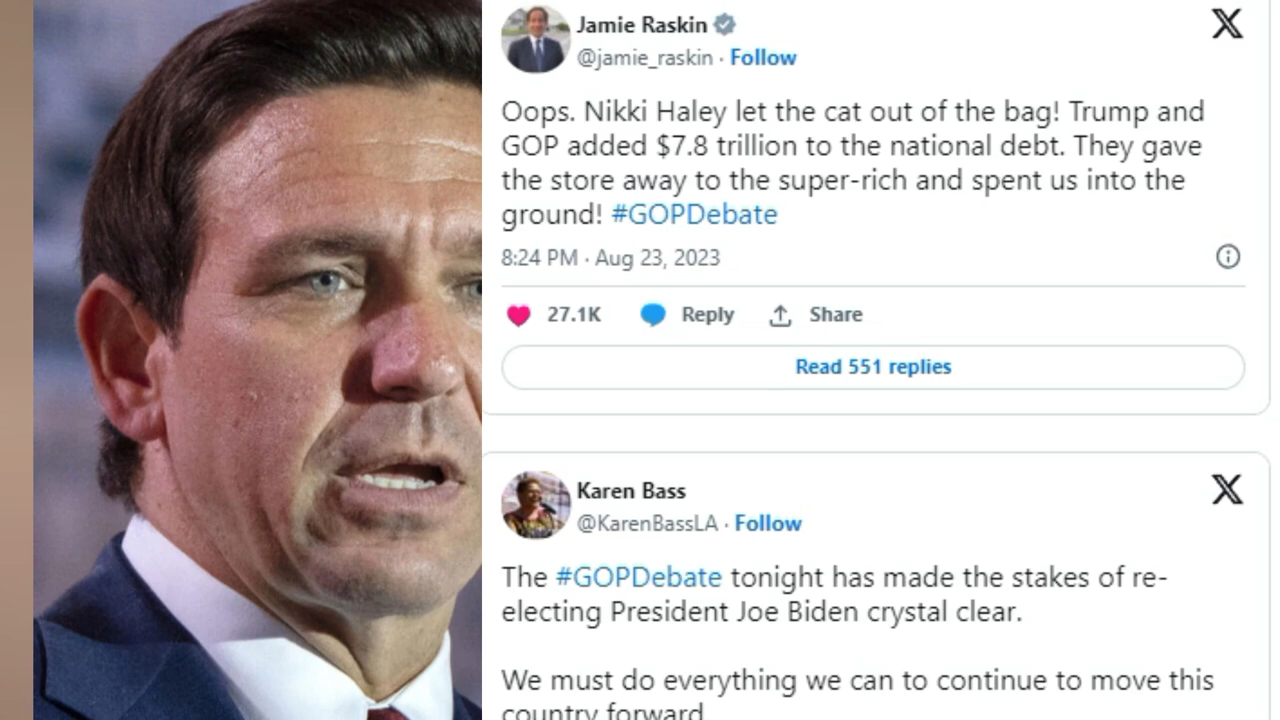 Jamie Raskin
@jamie_raskin · Follow
Oops. Nikki Haley let the cat out of the bag! Trump and
GOP added $7.8 trillion to the national debt. They gave
the store away to the super-rich and spent us into the
ground! #GOPDebate
8:24 PM · Aug 23, 2023
27.1K Reply Share
Read 551 replies
Karen Bass
@KarenBassLA · Follow
The #GOPDebate tonight has made the stakes of re-
electing President Joe Biden crystal clear.
We must do everything we can to continue to move this
country forward